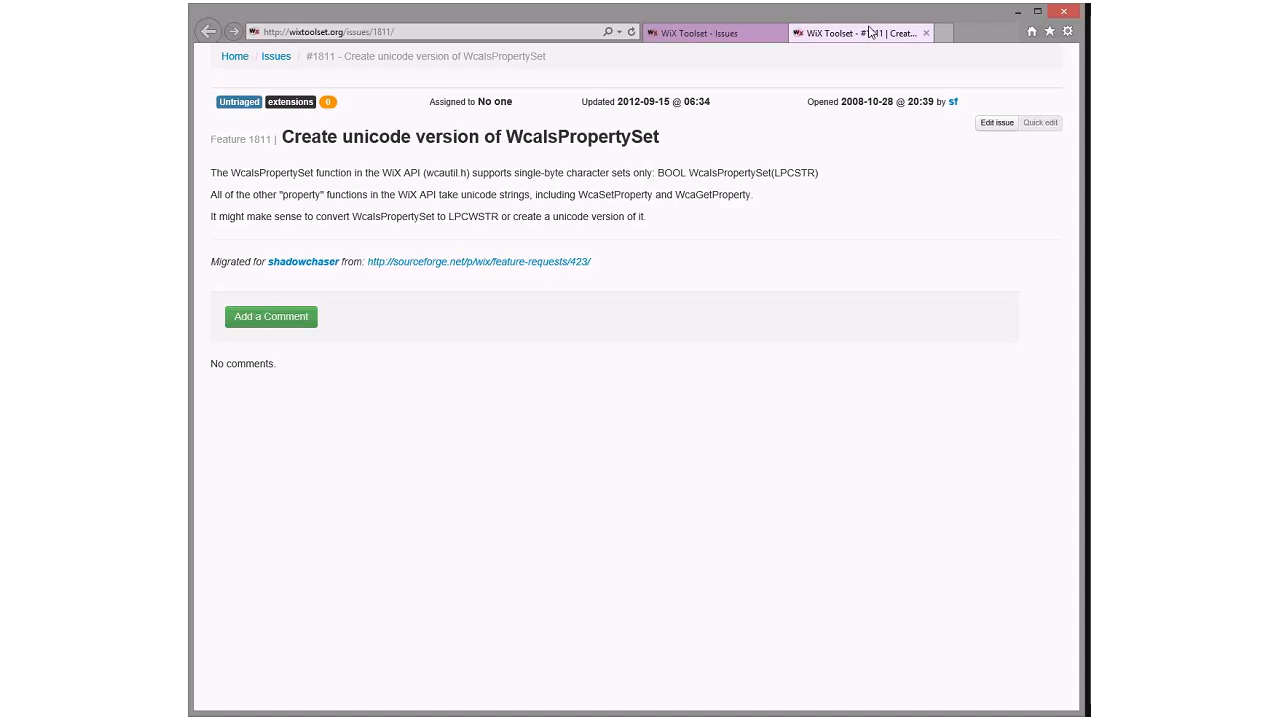 http://wixtoolset.org/issues/1811/
WiX Toolset - Issues
WiX Toolset - #1811 | Creat...
Home / Issues / #1811 - Create unicode version of WcaIsPropertySet
Untriaged extensions 0 Assigned to No one Updated 2012-09-15 @ 06:34 Opened 2008-10-28 @ 20:39 by sf
Edit issue Quick edit
Feature 1811 | Create unicode version of WcaIsPropertySet
The WcaIsPropertySet function in the WiX API (wcautil.h) supports single-byte character sets only: BOOL WcaIsPropertySet(LPCSTR)
All of the other "property" functions in the WiX API take unicode strings, including WcaSetProperty and WcaGetProperty.
It might make sense to convert WcaIsPropertySet to LPCWSTR or create a unicode version of it.
Migrated for shadowchaser from: http://sourceforge.net/p/wix/feature-requests/423/
Add a Comment
No comments.